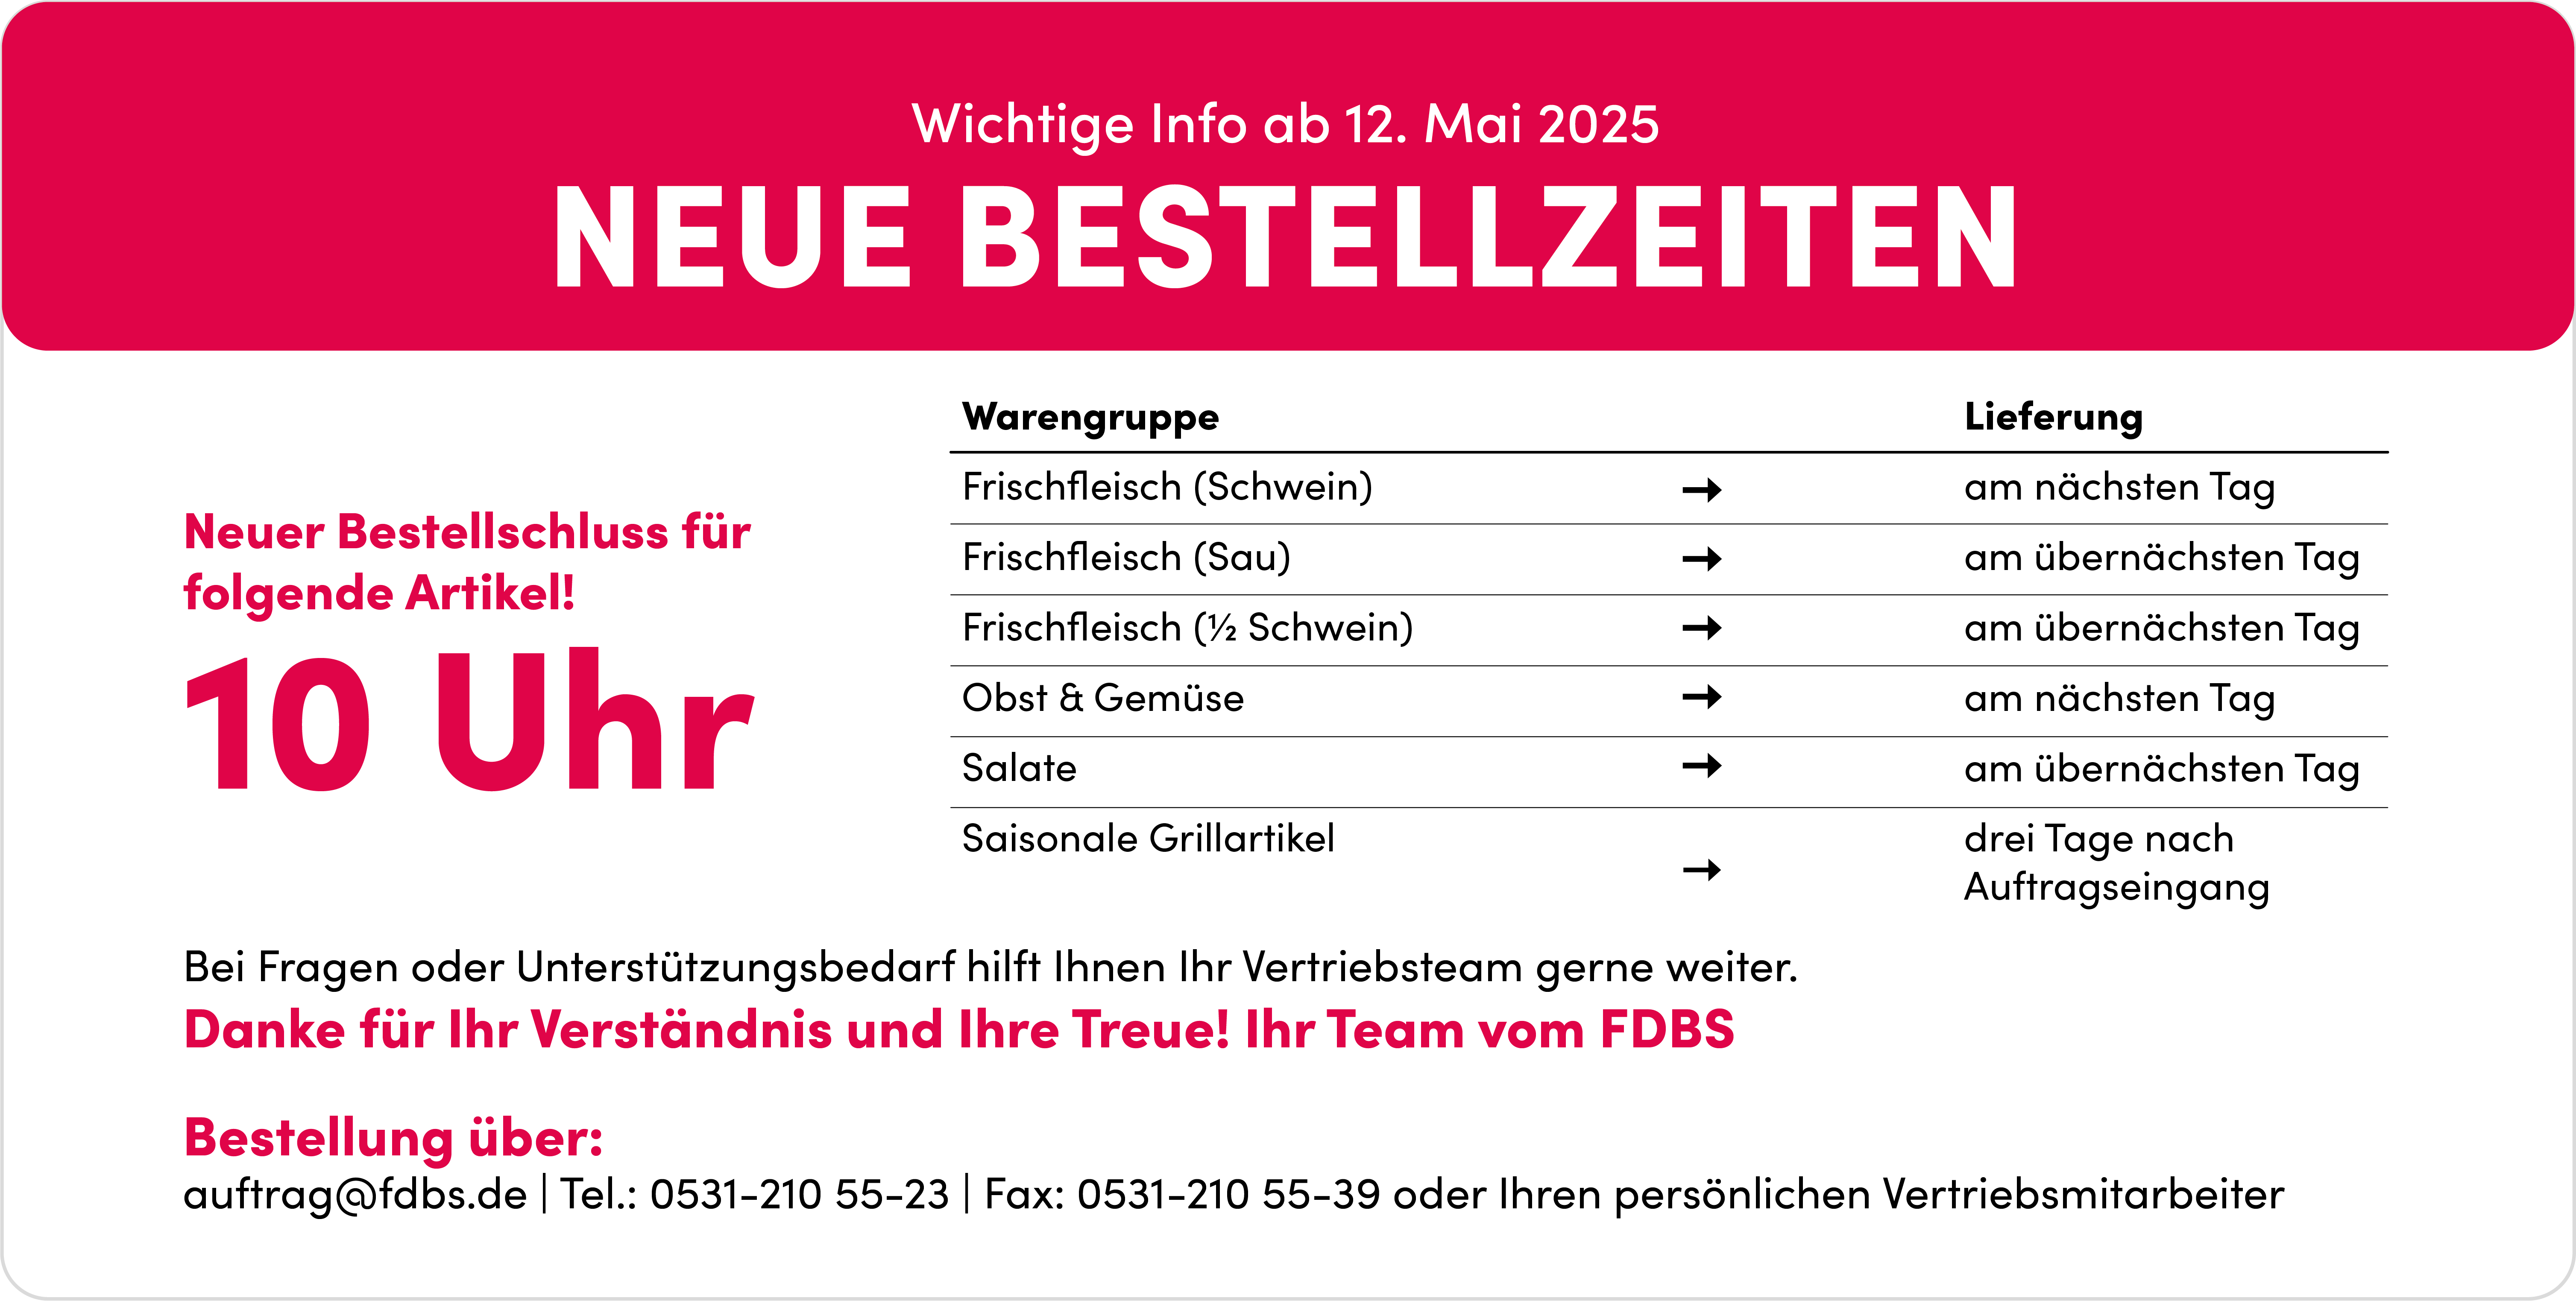 Wichtige Info ab 12. Mai 2025
NEUE BESTELLZEITEN
Neuer Bestellschluss für
folgende Artikel!
10 Uhr
Warengruppe Lieferung
Frischfleisch (Schwein) → am nächsten Tag
Frischfleisch (Sau) → am übernächsten Tag
Frischfleisch (½ Schwein) → am übernächsten Tag
Obst & Gemüse → am nächsten Tag
Salate → am übernächsten Tag
Saisonale Grillartikel → drei Tage nach
Auftragseingang
Bei Fragen oder Unterstützungsbedarf hilft Ihnen Ihr Vertriebsteam gerne weiter.
Danke für Ihr Verständnis und Ihre Treue! Ihr Team vom FDBS
Bestellung über:
auftrag@fdbs.de | Tel.: 0531-210 55-23 | Fax: 0531-210 55-39 oder Ihren persönlichen Vertriebsmitarbeiter